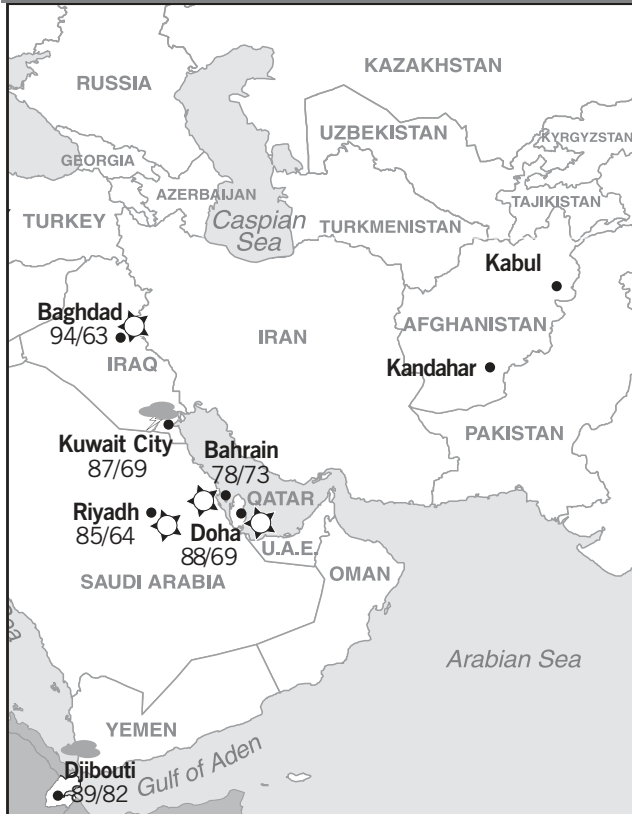 KAZAKHSTAN
RUSSIA
UZBEKISTAN
KYRGYZSTAN
GEORGIA
AZERBAIJAN
TAJIKISTAN
TURKEY
Caspian
Sea
TURKMENISTAN
Kabul
Baghdad
94/63
IRAQ
IRAN
AFGHANISTAN
Kandahar
PAKISTAN
Kuwait City
87/69
Bahrain
78/73
QATAR
Riyadh
85/64
Doha
88/69
U.A.E.
OMAN
SAUDI ARABIA
Arabian Sea
YEMEN
Gulf of Aden
Djibouti
89/82